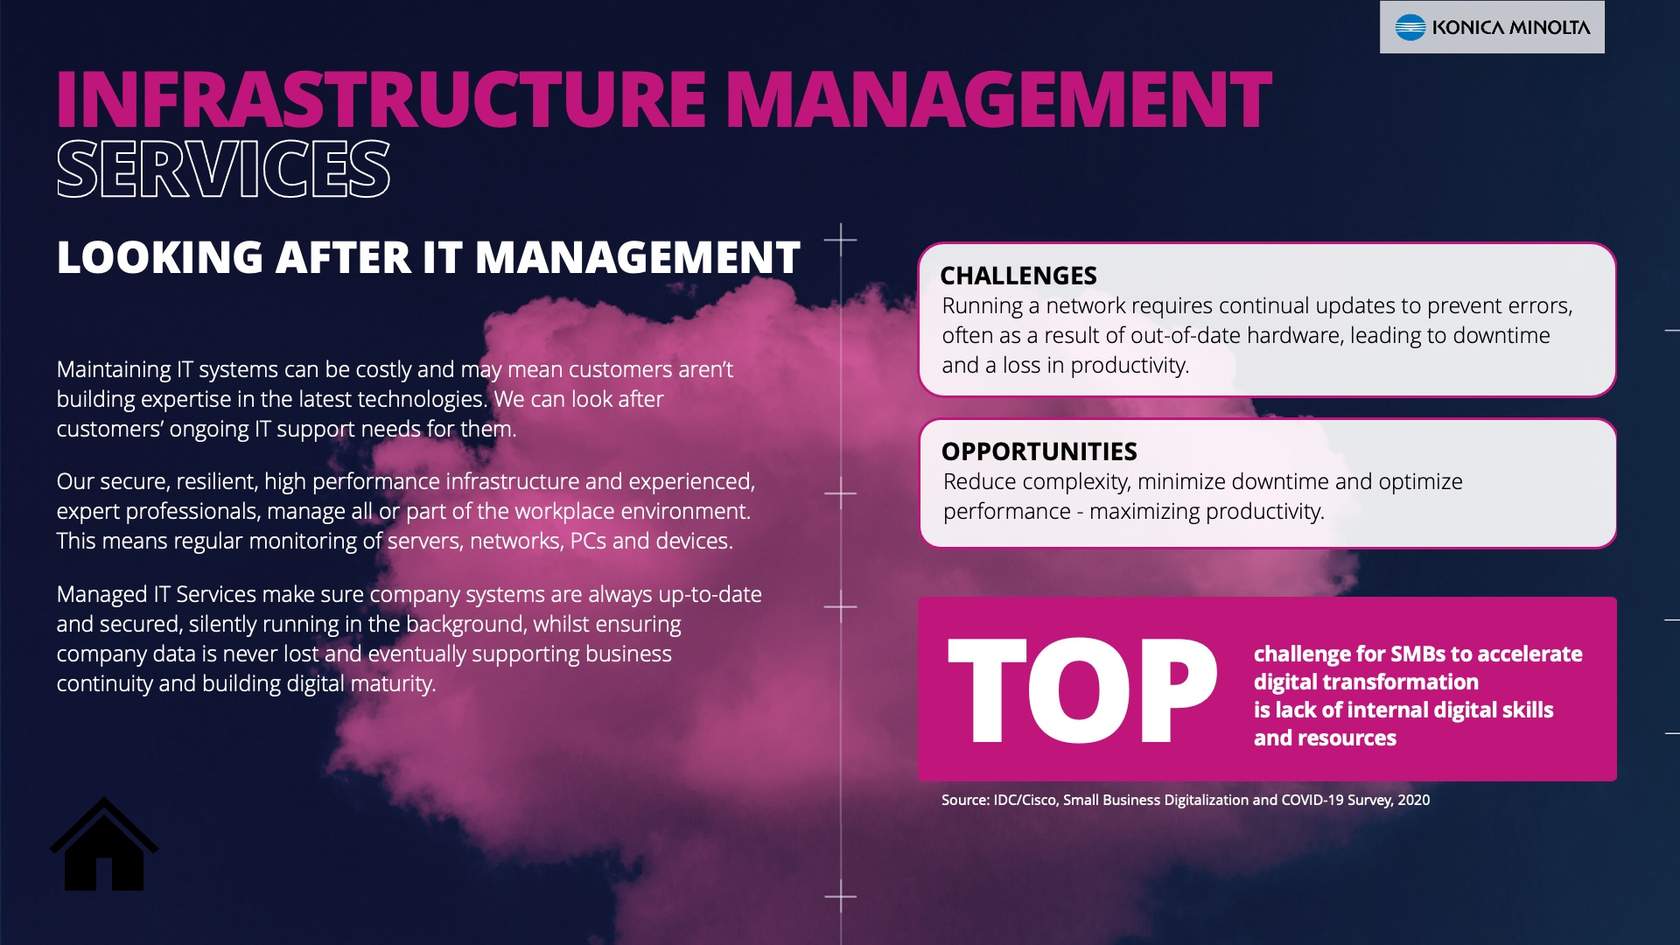 KONICA MINOLTA
INFRASTRUCTURE MANAGEMENT
SERVICES
LOOKING AFTER IT MANAGEMENT
Maintaining IT systems can be costly and may mean customers aren't
building expertise in the latest technologies. We can look after
customers' ongoing IT support needs for them.
Our secure, resilient, high performance infrastructure and experienced,
expert professionals, manage all or part of the workplace environment.
This means regular monitoring of servers, networks, PCs and devices.
Managed IT Services make sure company systems are always up-to-date
and secured, silently running in the background, whilst ensuring
company data is never lost and eventually supporting business
continuity and building digital maturity.
CHALLENGES
Running a network requires continual updates to prevent errors,
often as a result of out-of-date hardware, leading to downtime
and a loss in productivity.
OPPORTUNITIES
Reduce complexity, minimize downtime and optimize
performance - maximizing productivity.
TOP
challenge for SMBs to accelerate
digital transformation
is lack of internal digital skills
and resources
Source: IDC/Cisco, Small Business Digitalization and COVID-19 Survey, 2020